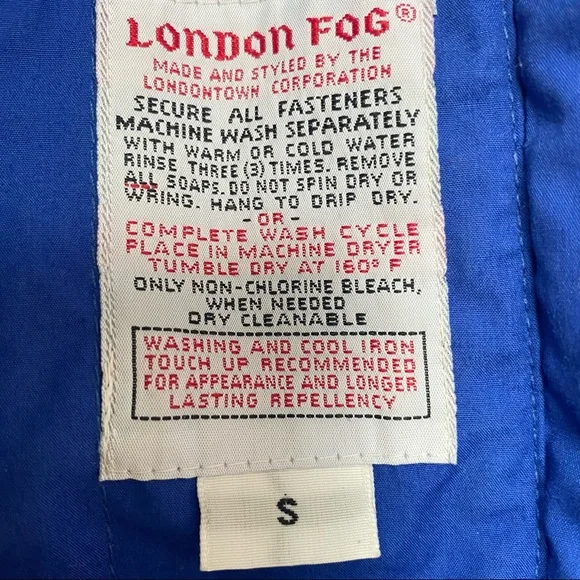 LONDON FOG®
MADE AND STYLED BY THE
LONDONTOWN CORPORATION
SECURE ALL FASTENERS
MACHINE WASH SEPARATELY
WITH WARM OR COLD WATER
RINSE THREE (3) TIMES. REMOVE
ALL SOAPS. DO NOT SPIN DRY OR
WRING. HANG TO DRIP DRY.
- OR -
COMPLETE WASH CYCLE
PLACE IN MACHINE DRYER
TUMBLE DRY AT 160° F
ONLY NON-CHLORINE BLEACH,
WHEN NEEDED
DRY CLEANABLE
WASHING AND COOL IRON
TOUCH UP RECOMMENDED
FOR APPEARANCE AND LONGER
LASTING REPELLENCY
S